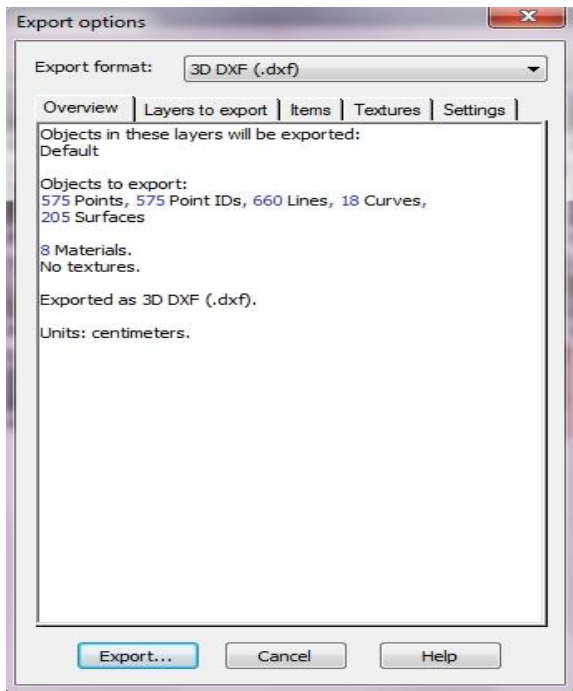 Export options
Export format: 3D DXF (.dxf)
Overview Layers to export Items Textures Settings
Objects in these layers will be exported:
Default
Objects to export:
575 Points, 575 Point IDs, 660 Lines, 18 Curves,
205 Surfaces
8 Materials.
No textures.
Exported as 3D DXF (.dxf).
Units: centimeters.
Export... Cancel Help